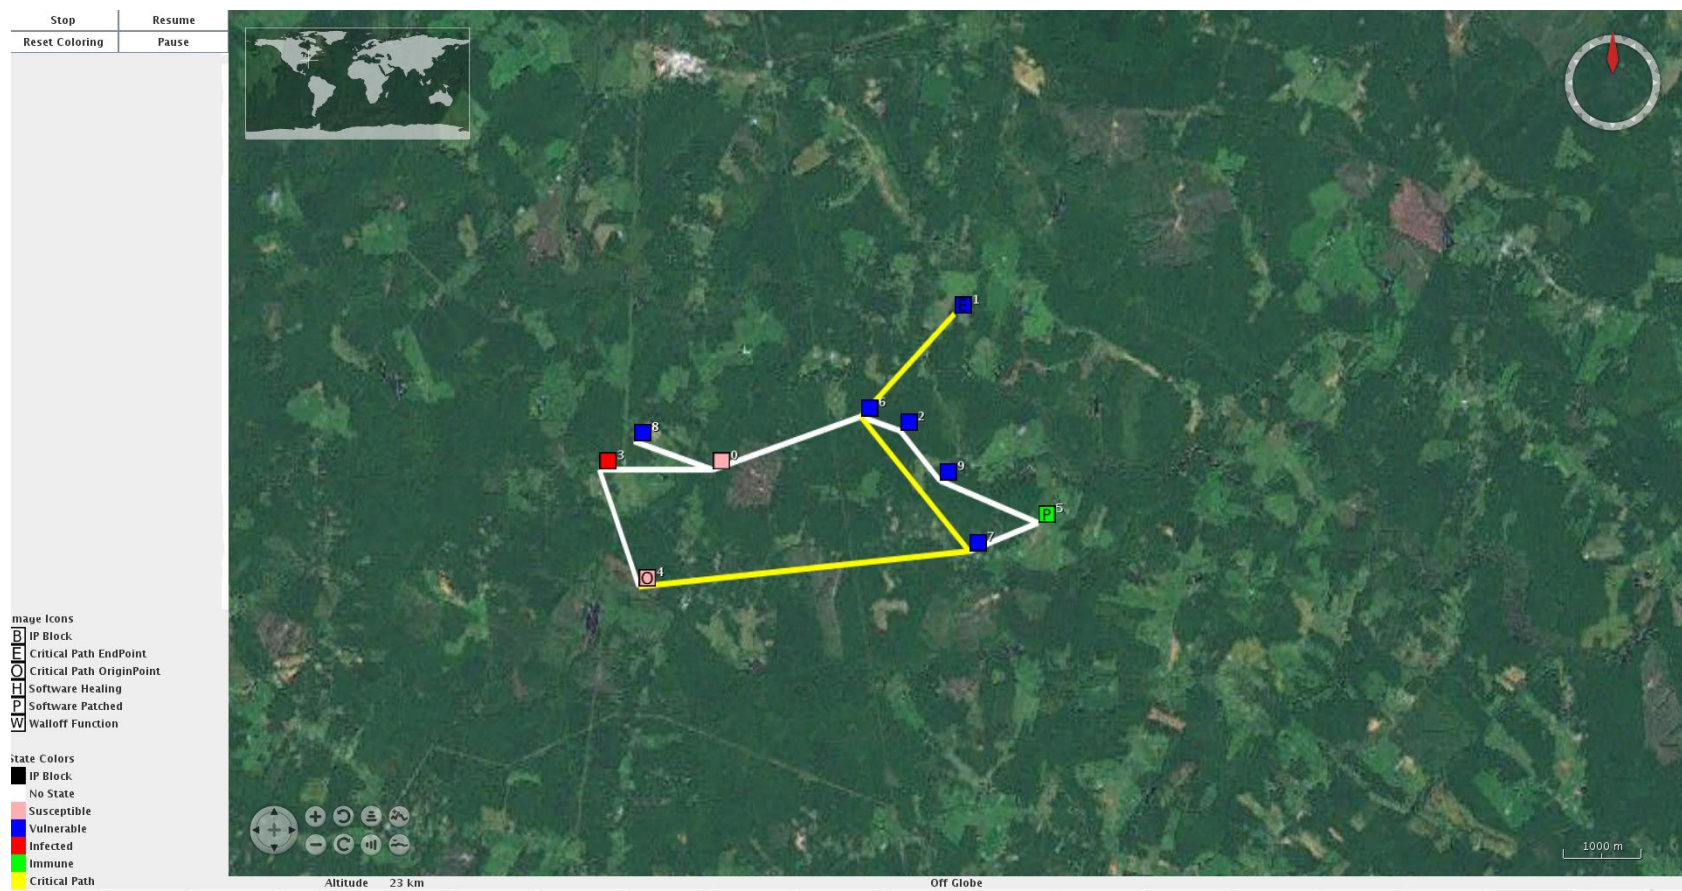 Stop Resume
Reset Coloring Pause
E 1
6
2
8
3
0
9
P 5
7
O 4
mage Icons
B IP Block
E Critical Path EndPoint
O Critical Path OriginPoint
H Software Healing
P Software Patched
W Walloff Function
State Colors
IP Block
No State
Susceptible
Vulnerable
Infected
Immune
Critical Path
1000 m
Altitude 23 km Off Globe